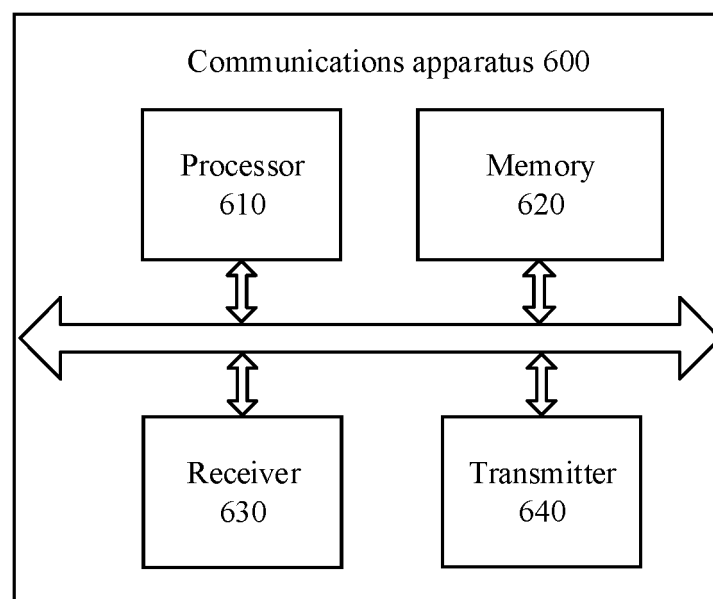 Communications apparatus 600
Processor
610
Memory
620
Receiver
630
Transmitter
640